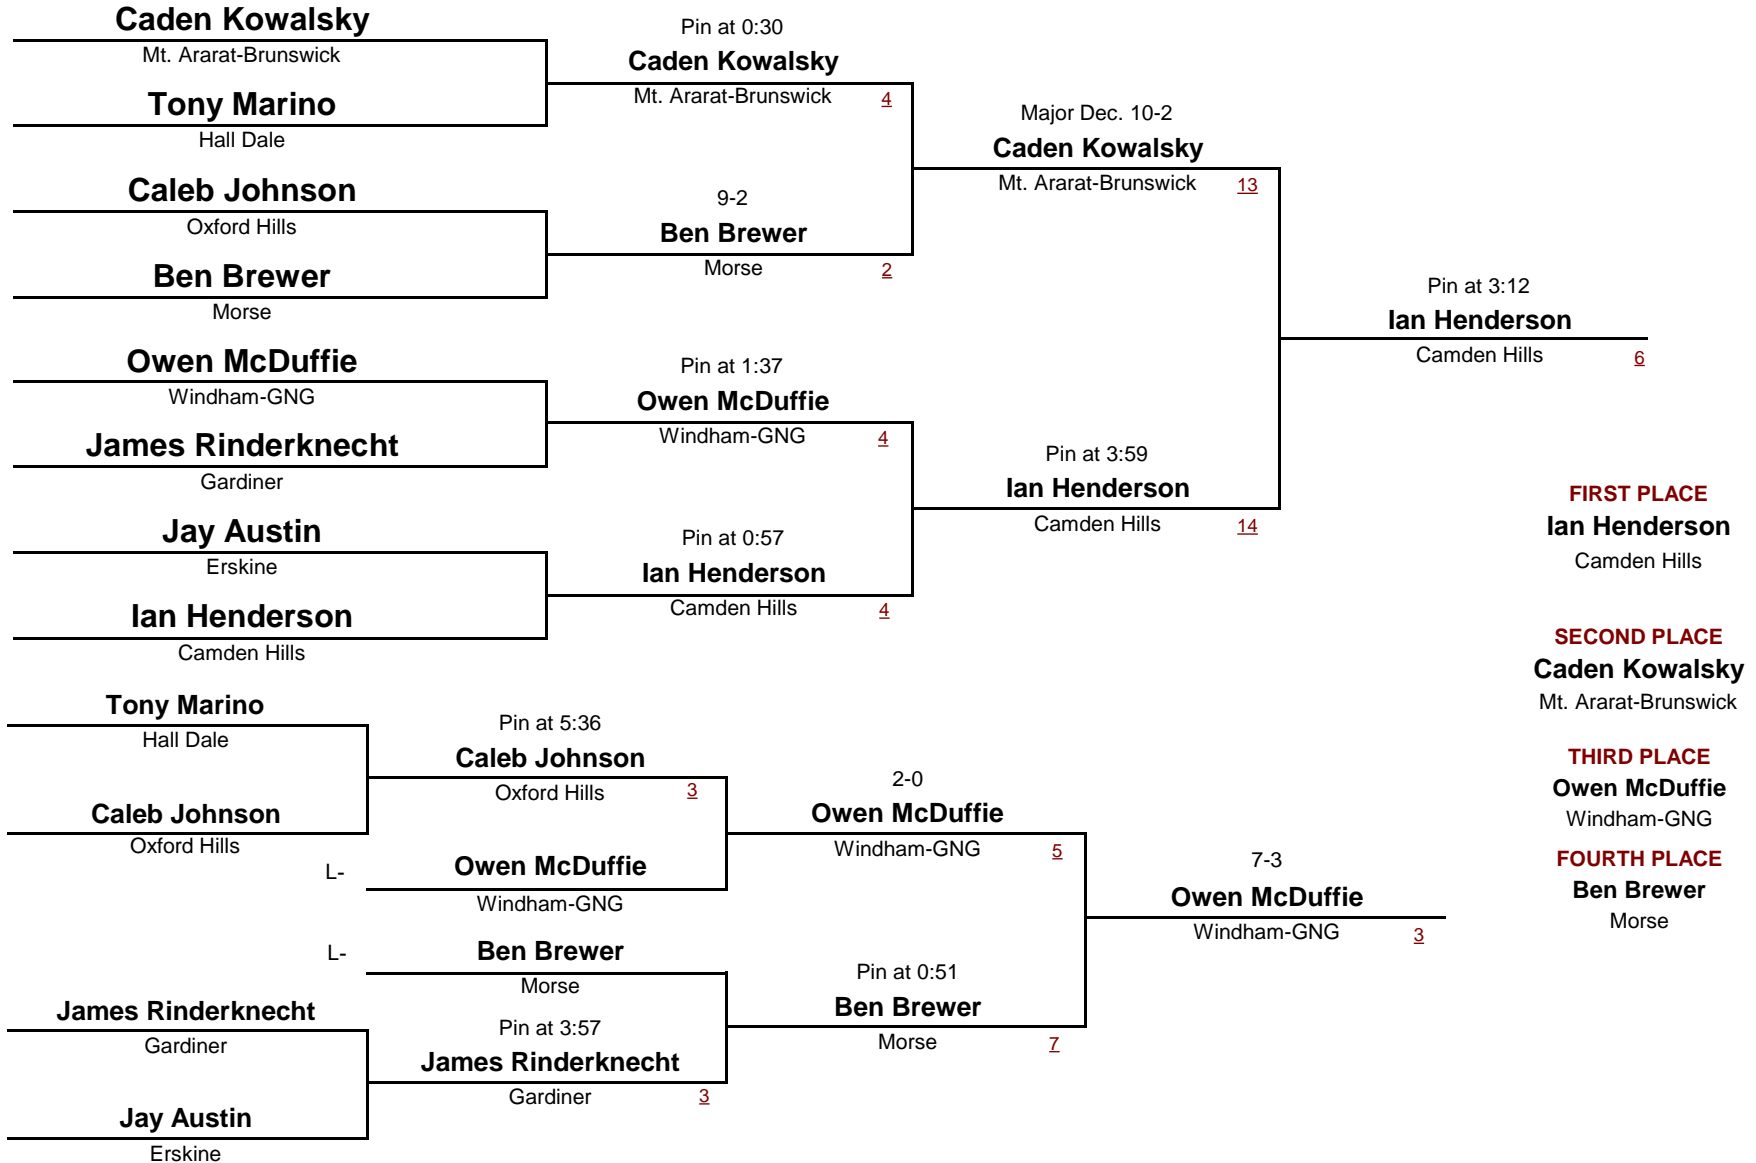 Caden Kowalsky
Mt. Ararat-Brunswick
Tony Marino
Hall Dale
Caleb Johnson
Oxford Hills
Ben Brewer
Morse
Owen McDuffie
Windham-GNG
James Rinderknecht
Gardiner
Jay Austin
Erskine
Ian Henderson
Camden Hills
Pin at 0:30
Caden Kowalsky
Mt. Ararat-Brunswick 4
9-2
Ben Brewer
Morse 2
Pin at 1:37
Owen McDuffie
Windham-GNG 4
Pin at 0:57
Ian Henderson
Camden Hills 4
Major Dec. 10-2
Caden Kowalsky
Mt. Ararat-Brunswick 13
Pin at 3:59
Ian Henderson
Camden Hills 14
Pin at 3:12
Ian Henderson
Camden Hills 6
Tony Marino
Hall Dale
Caleb Johnson
Oxford Hills
James Rinderknecht
Gardiner
Jay Austin
Erskine
Pin at 5:36
Caleb Johnson
Oxford Hills 3
L- Owen McDuffie
Windham-GNG
L- Ben Brewer
Morse
Pin at 3:57
James Rinderknecht
Gardiner 3
2-0
Owen McDuffie
Windham-GNG 5
Pin at 0:51
Ben Brewer
Morse 7
7-3
Owen McDuffie
Windham-GNG 3
FIRST PLACE
Ian Henderson
Camden Hills
SECOND PLACE
Caden Kowalsky
Mt. Ararat-Brunswick
THIRD PLACE
Owen McDuffie
Windham-GNG
FOURTH PLACE
Ben Brewer
Morse